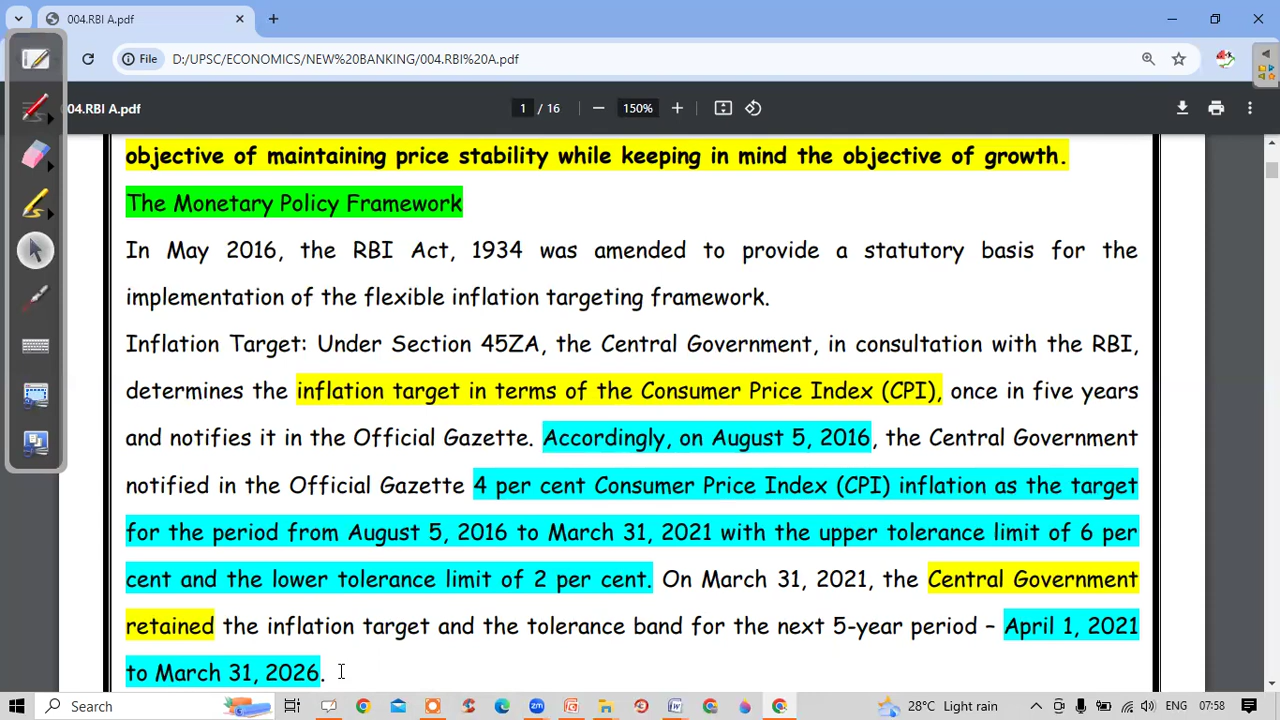 004.RBI A.pdf
File D:/UPSC/ECONOMICS/NEW%20BANKING/004.RBI%20A.pdf
004.RBI A.pdf 1 / 16 150%
objective of maintaining price stability while keeping in mind the objective of growth.
The Monetary Policy Framework
In May 2016, the RBI Act, 1934 was amended to provide a statutory basis for the
implementation of the flexible inflation targeting framework.
Inflation Target: Under Section 45ZA, the Central Government, in consultation with the RBI,
determines the inflation target in terms of the Consumer Price Index (CPI), once in five years
and notifies it in the Official Gazette. Accordingly, on August 5, 2016, the Central Government
notified in the Official Gazette 4 per cent Consumer Price Index (CPI) inflation as the target
for the period from August 5, 2016 to March 31, 2021 with the upper tolerance limit of 6 per
cent and the lower tolerance limit of 2 per cent. On March 31, 2021, the Central Government
retained the inflation target and the tolerance band for the next 5-year period – April 1, 2021
to March 31, 2026.
Search 28°C Light rain ENG 07:58